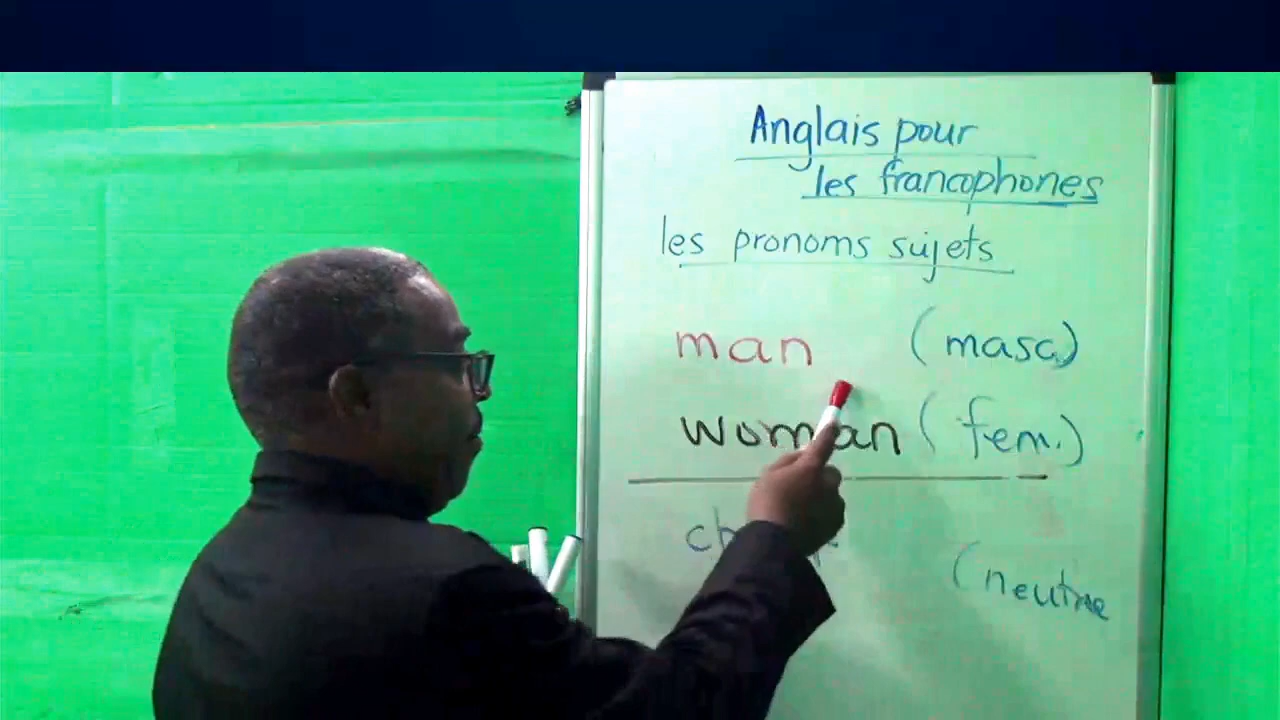 Anglais pour
les francophones
les pronoms sujets
man (masc)
woman (fem.)
(neutre